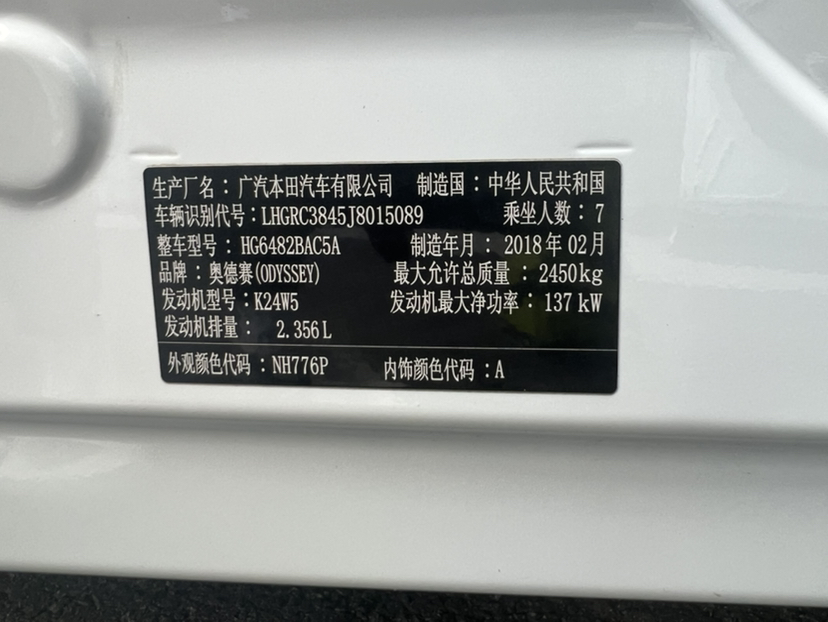 生产厂名：广汽本田汽车有限公司 制造国：中华人民共和国
车辆识别代号：LHGRC3845J8015089 乘坐人数：7
整车型号：HG6482BAC5A 制造年月：2018年02月
品牌：奥德赛(ODYSSEY) 最大允许总质量：2450kg
发动机型号：K24W5 发动机最大净功率：137kW
发动机排量：2.356L
外观颜色代码：NH776P 内饰颜色代码：A